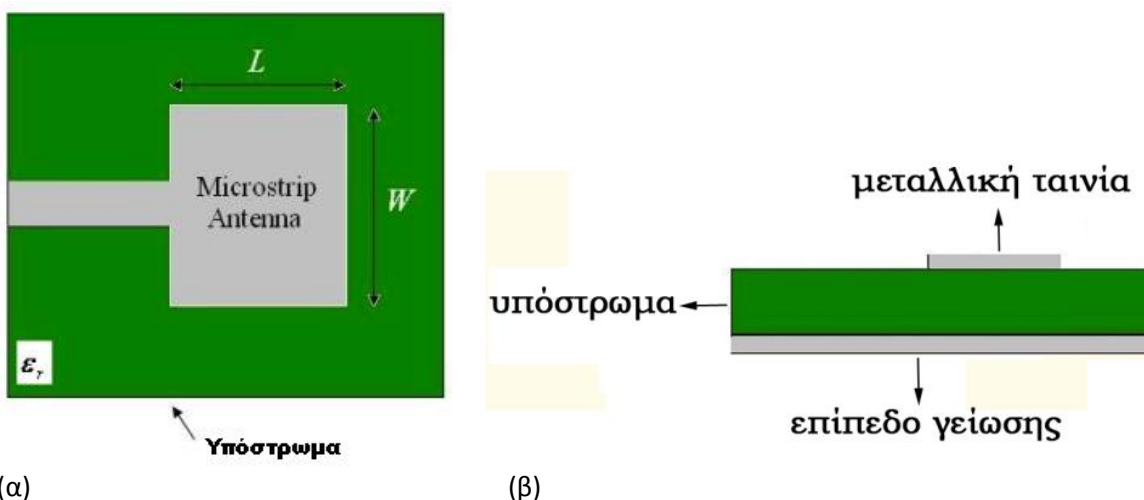 L
Microstrip
Antenna
W
εᵣ
Υπόστρωμα
(α)
μεταλλική ταινία
υπόστρωμα
επίπεδο γείωσης
(β)